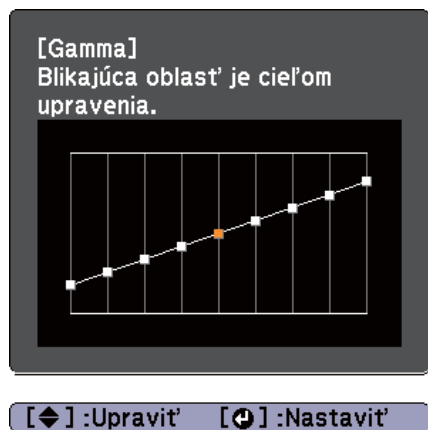 [Gamma]
Blikajúca oblasť je cieľom
upravenia.
[◆] :Upraviť [↵] :Nastaviť